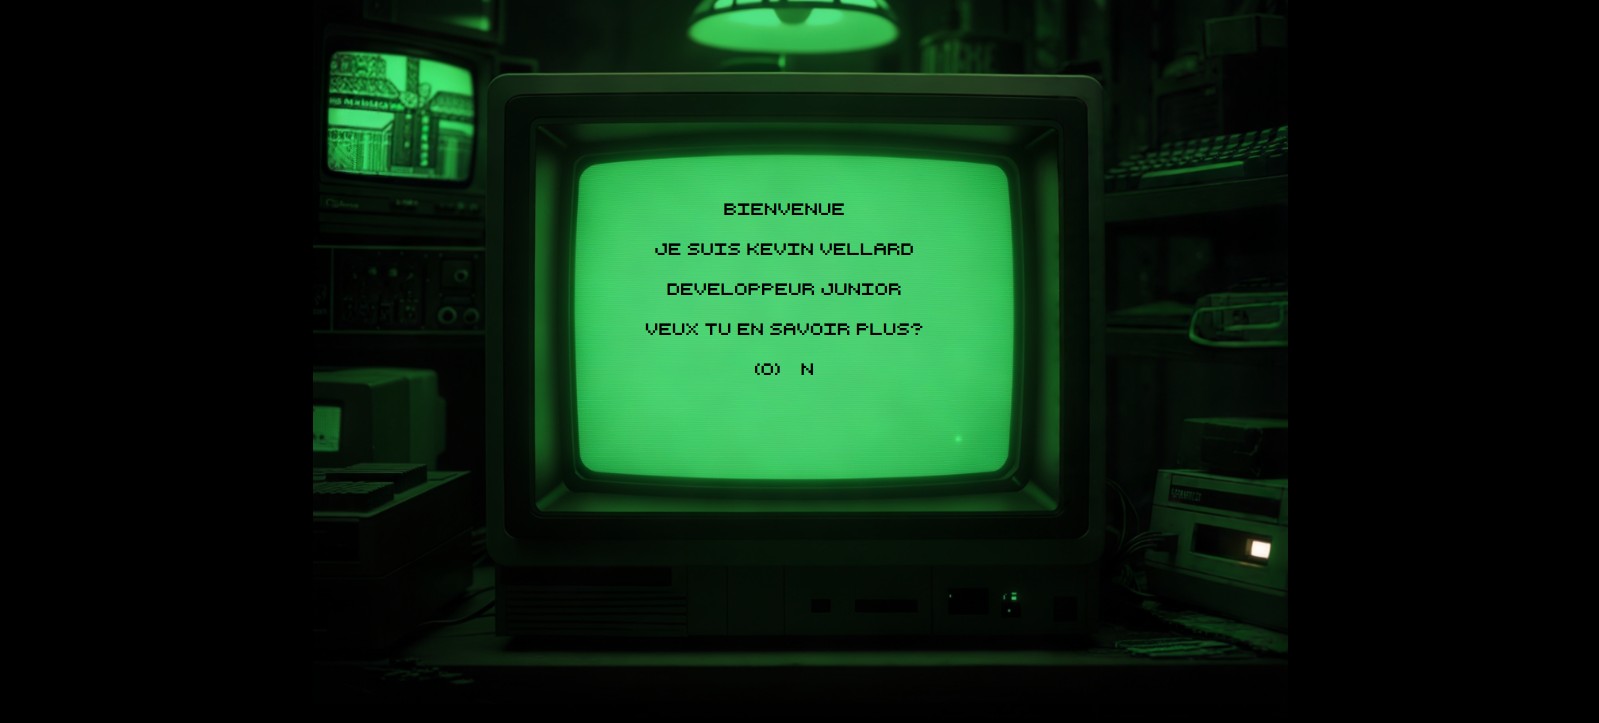 BIENVENUE
JE SUIS KEVIN VELLARD
DEVELOPPEUR JUNIOR
VEUX TU EN SAVOIR PLUS?
(O) N